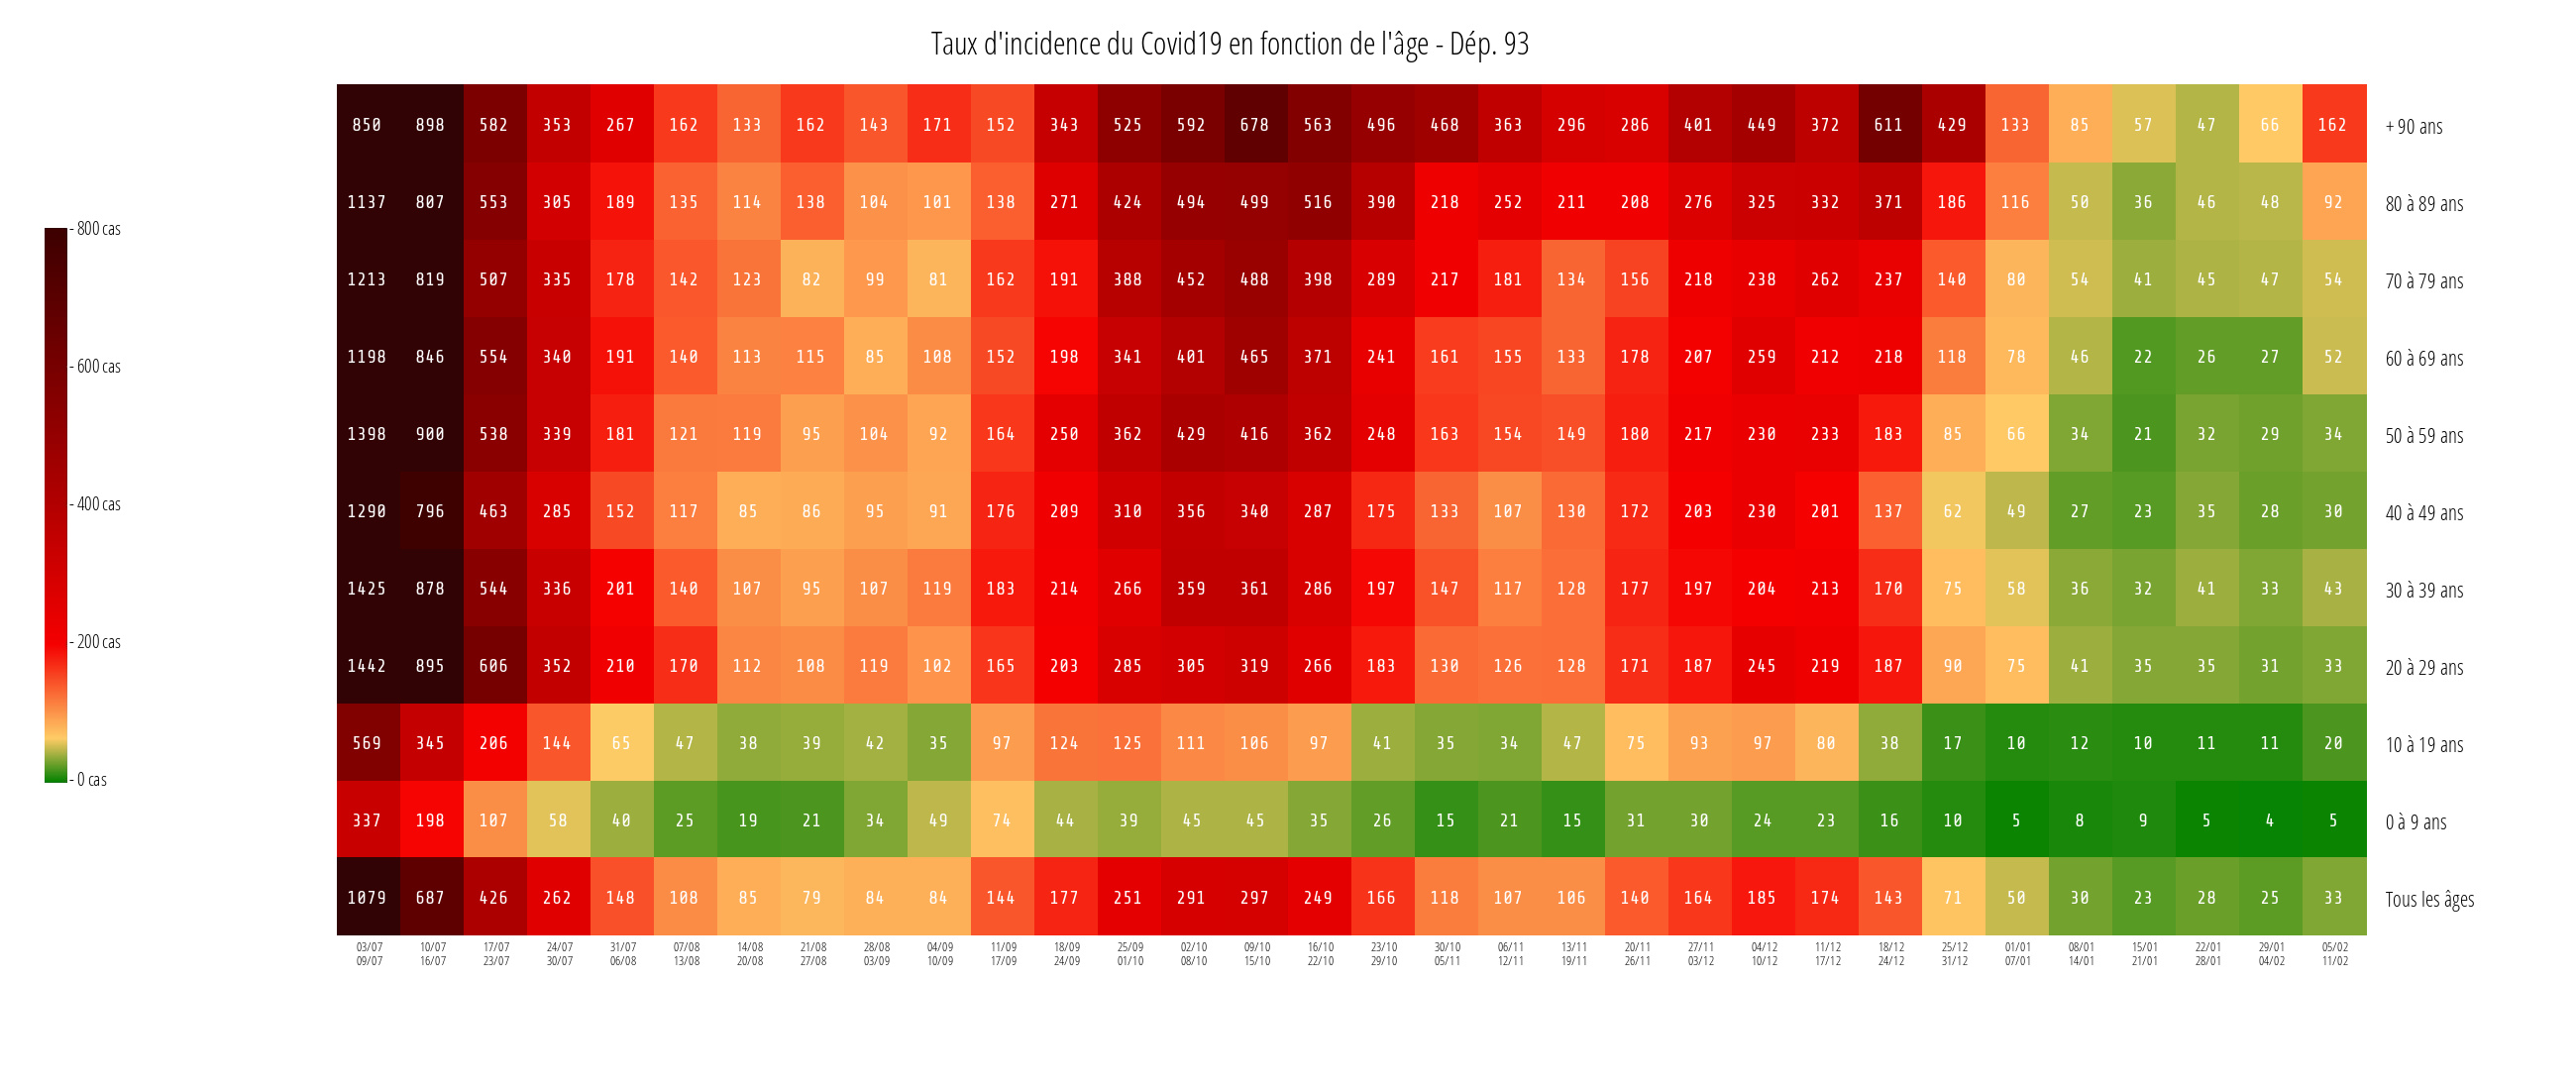 Taux d'incidence du Covid19 en fonction de l'âge - Dép. 93
- 800 cas
- 600 cas
- 400 cas
- 200 cas
- 0 cas
850 898 582 353 267 162 133 162 143 171 152 343 525 592 678 563 496 468 363 296 286 401 449 372 611 429 133 85 57 47 66 162 + 90 ans
1137 807 553 305 189 135 114 138 104 101 138 271 424 494 499 516 390 218 252 211 208 276 325 332 371 186 116 50 36 46 48 92 80 à 89 ans
1213 819 507 335 178 142 123 82 99 81 162 191 388 452 488 398 289 217 181 134 156 218 238 262 237 140 80 54 41 45 47 54 70 à 79 ans
1198 846 554 340 191 140 113 115 85 108 152 198 341 401 465 371 241 161 155 133 178 207 259 212 218 118 78 46 22 26 27 52 60 à 69 ans
1398 900 538 339 181 121 119 95 104 92 164 250 362 429 416 362 248 163 154 149 180 217 230 233 183 85 66 34 21 32 29 34 50 à 59 ans
1290 796 463 285 152 117 85 86 95 91 176 209 310 356 340 287 175 133 107 130 172 203 230 201 137 62 49 27 23 35 28 30 40 à 49 ans
1425 878 544 336 201 140 107 95 107 119 183 214 266 359 361 286 197 147 117 128 177 197 204 213 170 75 58 36 32 41 33 43 30 à 39 ans
1442 895 606 352 210 170 112 108 119 102 165 203 285 305 319 266 183 130 126 128 171 187 245 219 187 90 75 41 35 35 31 33 20 à 29 ans
569 345 206 144 65 47 38 39 42 35 97 124 125 111 106 97 41 35 34 47 75 93 97 80 38 17 10 12 10 11 11 20 10 à 19 ans
337 198 107 58 40 25 19 21 34 49 74 44 39 45 45 35 26 15 21 15 31 30 24 23 16 10 5 8 9 5 4 5 0 à 9 ans
1079 687 426 262 148 108 85 79 84 84 144 177 251 291 297 249 166 118 107 106 140 164 185 174 143 71 50 30 23 28 25 33 Tous les âges
03/07 10/07 17/07 24/07 31/07 07/08 14/08 21/08 28/08 04/09 11/09 18/09 25/09 02/10 09/10 16/10 23/10 30/10 06/11 13/11 20/11 27/11 04/12 11/12 18/12 25/12 01/01 08/01 15/01 22/01 29/01 05/02
09/07 16/07 23/07 30/07 06/08 13/08 20/08 27/08 03/09 10/09 17/09 24/09 01/10 08/10 15/10 22/10 29/10 05/11 12/11 19/11 26/11 03/12 10/12 17/12 24/12 31/12 07/01 14/01 21/01 28/01 04/02 11/02